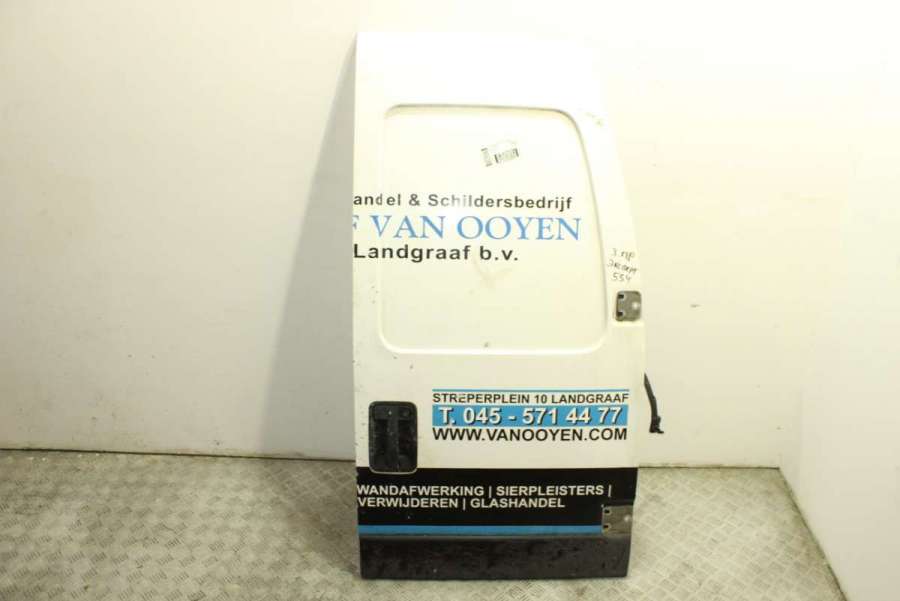 andel & Schildersbedrijf
F VAN OOYEN
Landgraaf b.v.
554
STREPERPLEIN 10 LANDGRAAF
T. 045 - 571 44 77
WWW.VANOOYEN.COM
WANDAFWERKING | SIERPLEISTERS |
VERWIJDEREN | GLASHANDEL